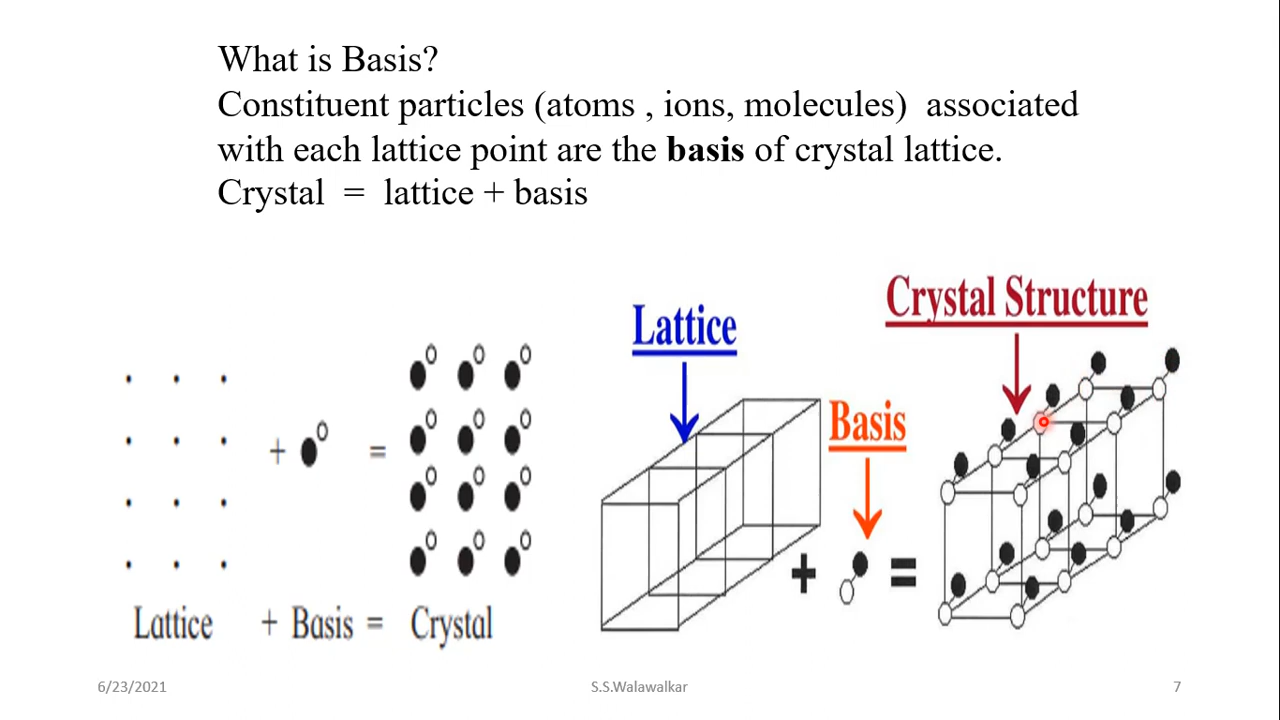 What is Basis?
Constituent particles (atoms , ions, molecules)  associated
with each lattice point are the basis of crystal lattice.
Crystal  =  lattice + basis
Crystal Structure
Lattice
Basis
+ =
+ =
Lattice + Basis = Crystal
6/23/2021
S.S.Walawalkar
7